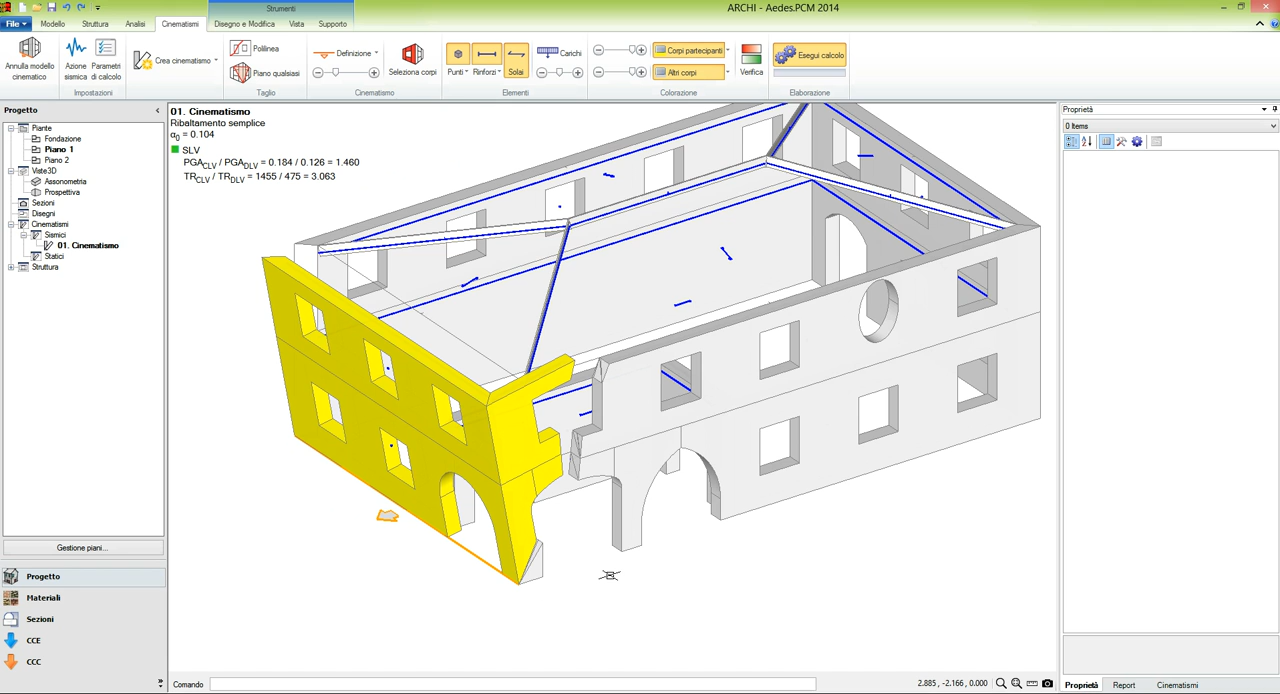 ARCHI - Aedes.PCM 2014
Strumenti
File
Modello
Struttura
Analisi
Cinematismi
Disegno e Modifica
Vista
Supporto
Annulla modello cinematico
Azione sismica
Parametri di calcolo
Impostazioni
Crea cinematismo
Polilinea
Piano qualsiasi
Taglio
Definizione
Seleziona corpi
Cinematismo
Punti
Rinforzi
Solai
Carichi
Elementi
Corpi partecipanti
Altri corpi
Verifica
Colorazione
Esegui calcolo
Elaborazione
Progetto
Piante
Fondazione
Piano 1
Piano 2
Viste3D
Assonometria
Prospettiva
Sezioni
Disegni
Cinematismi
Sismici
01. Cinematismo
Statici
Struttura
Gestione piani...
Progetto
Materiali
Sezioni
CCE
CCC
01. Cinematismo
Ribaltamento semplice
α0 = 0.104
SLV
PGACLV / PGADLV = 0.184 / 0.126 = 1.460
TRCLV / TRDLV = 1455 / 475 = 3.063
Proprietà
0 Items
Comando
2.885 , -2.166 , 0.000
Proprietà
Report
Cinematismi